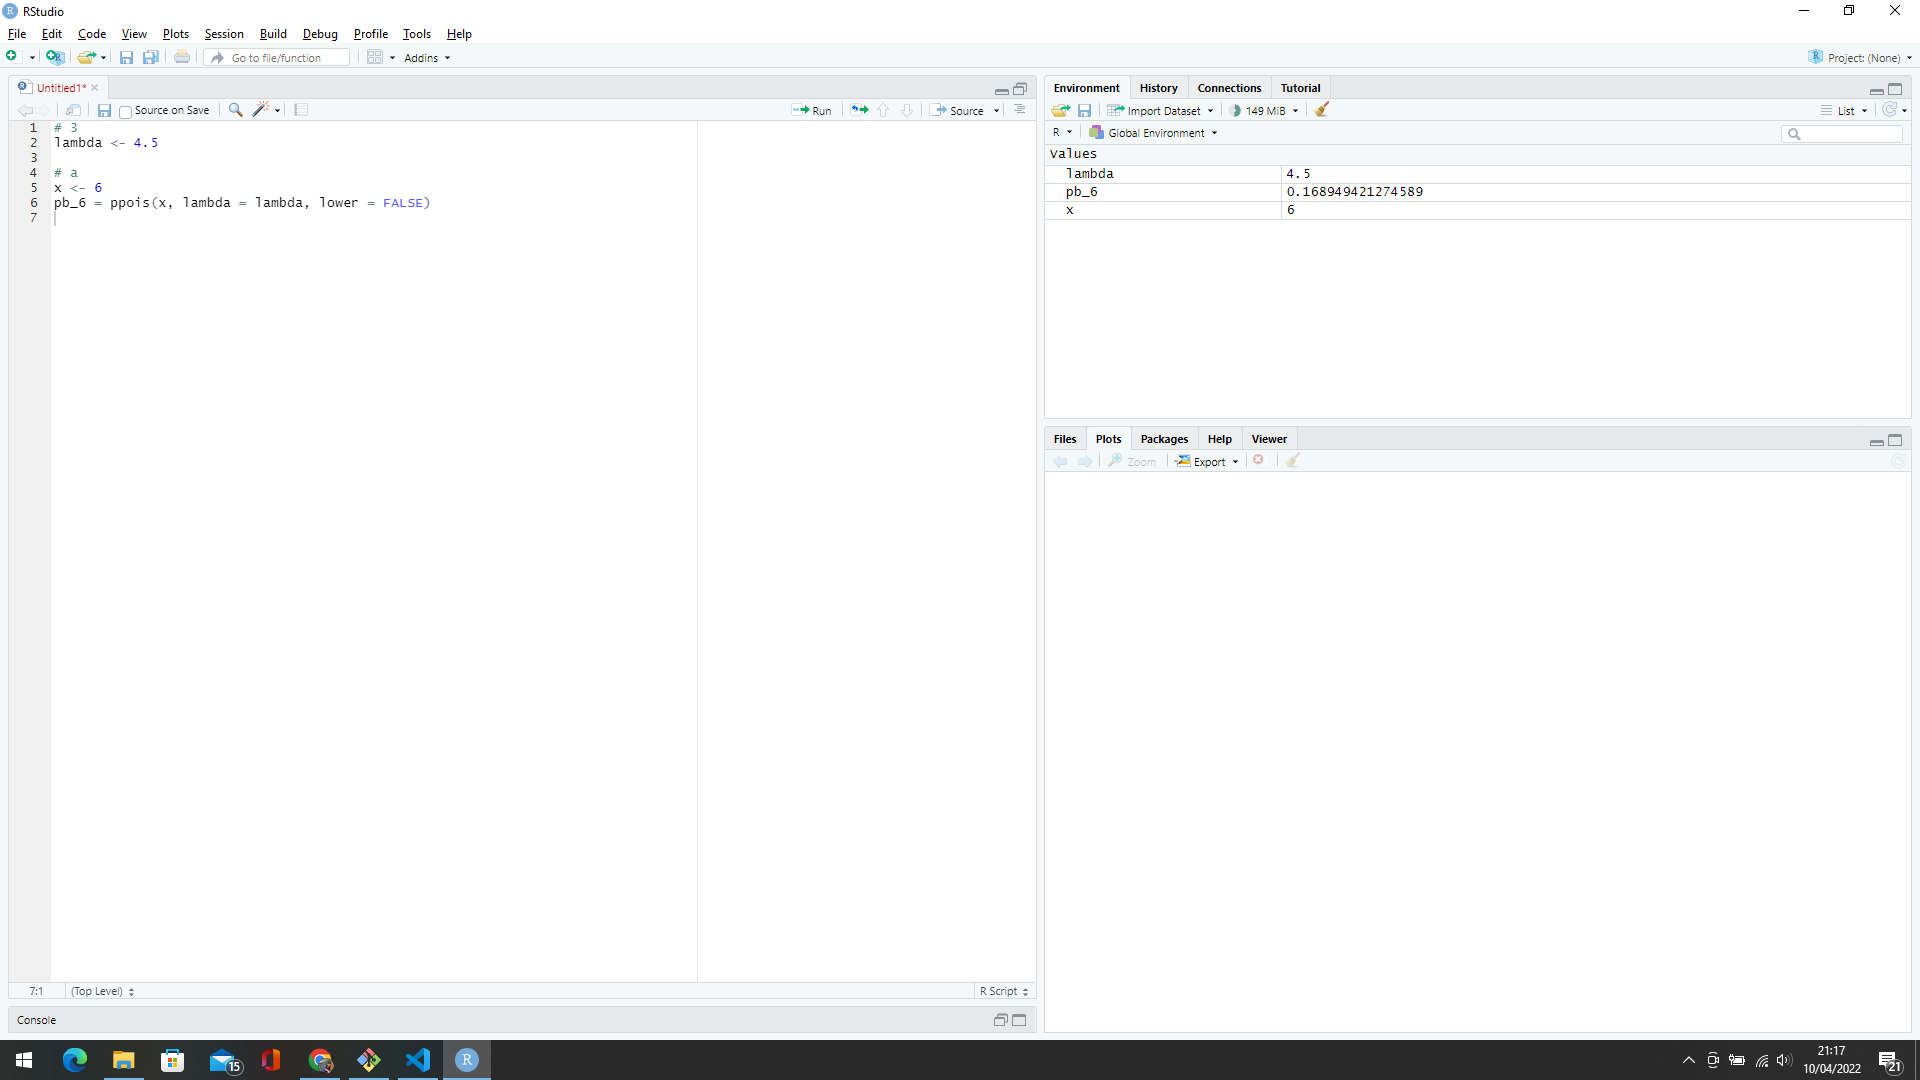 RStudio
File Edit Code View Plots Session Build Debug Profile Tools Help
Go to file/function Addins Project: (None)
Untitled1*
Source on Save Run Source
1 # 3
2 lambda <- 4.5
3
4 # a
5 x <- 6
6 pb_6 = ppois(x, lambda = lambda, lower = FALSE)
7
7:1 (Top Level) R Script
Console
Environment History Connections Tutorial
Import Dataset 149 MiB List
R Global Environment
Values
lambda 4.5
pb_6 0.168949421274589
x 6
Files Plots Packages Help Viewer
Zoom Export
15
R
21:17
10/04/2022
21